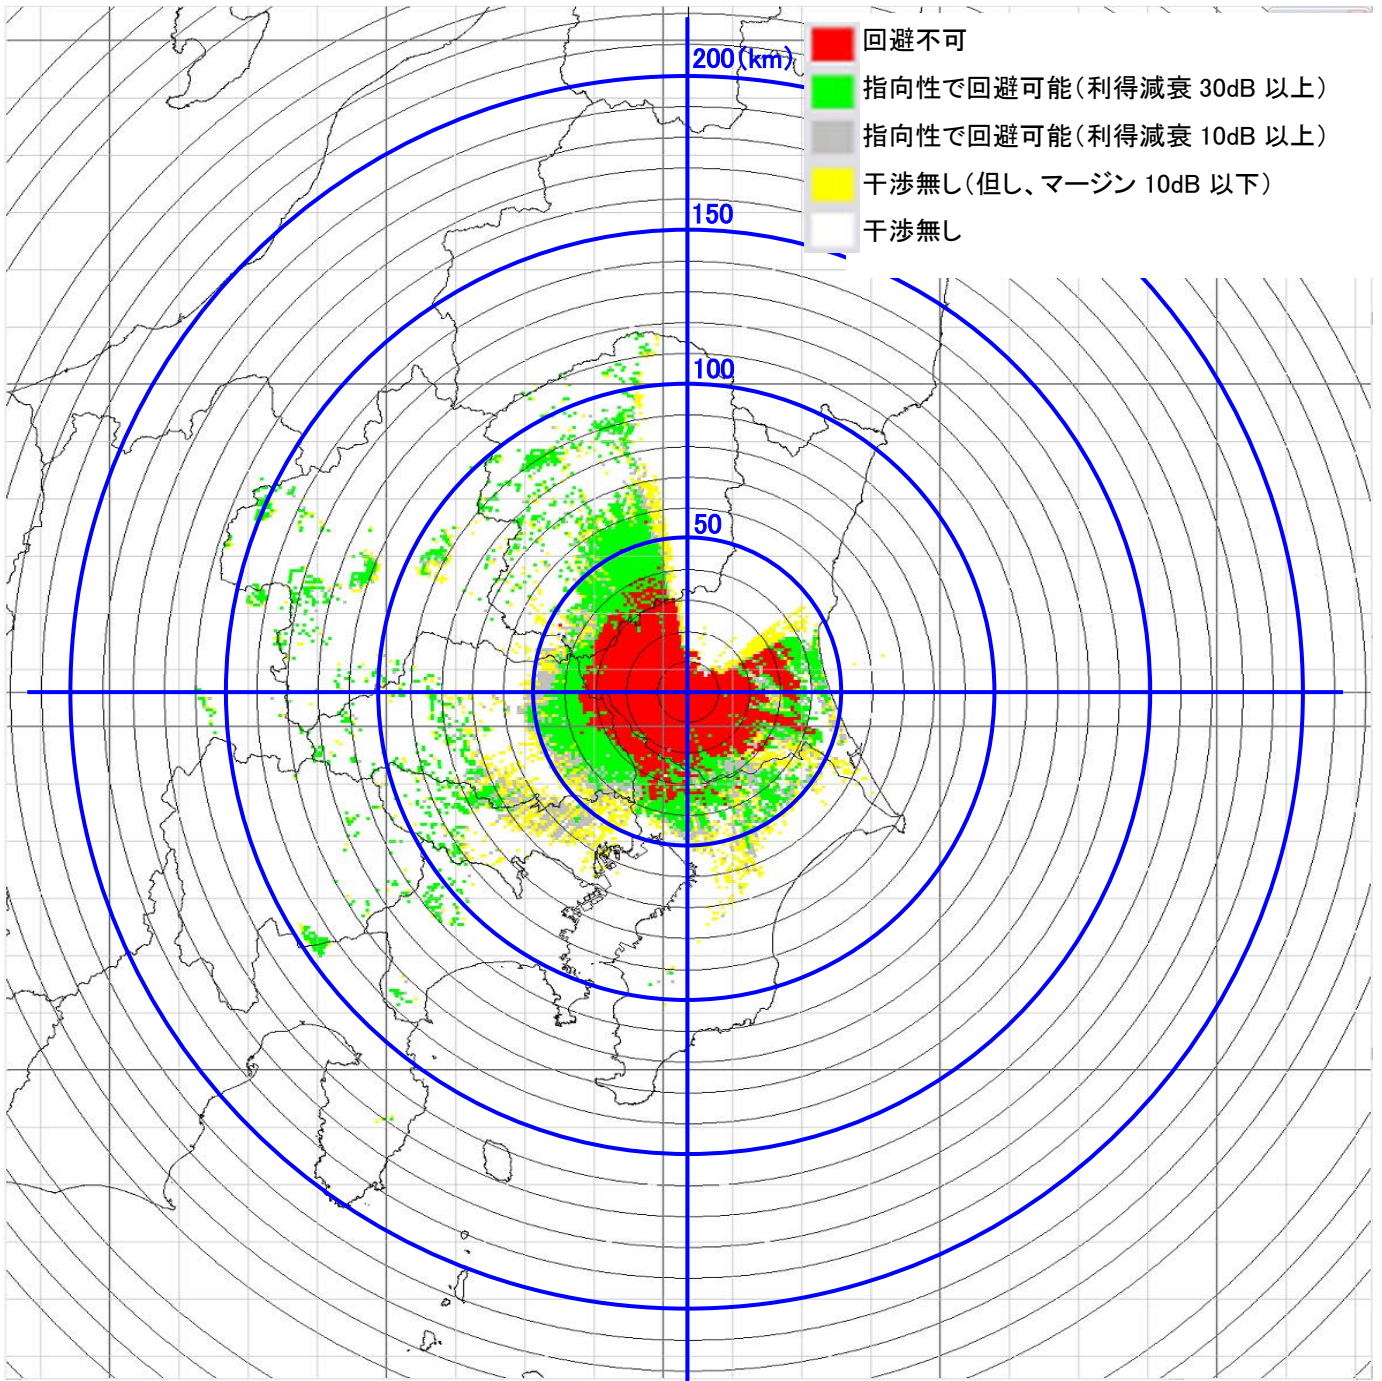 回避不可
200(km)
指向性で回避可能(利得減衰 30dB 以上)
指向性で回避可能(利得減衰 10dB 以上)
干渉無し(但し、マージン 10dB 以下)
150
干渉無し
100
50